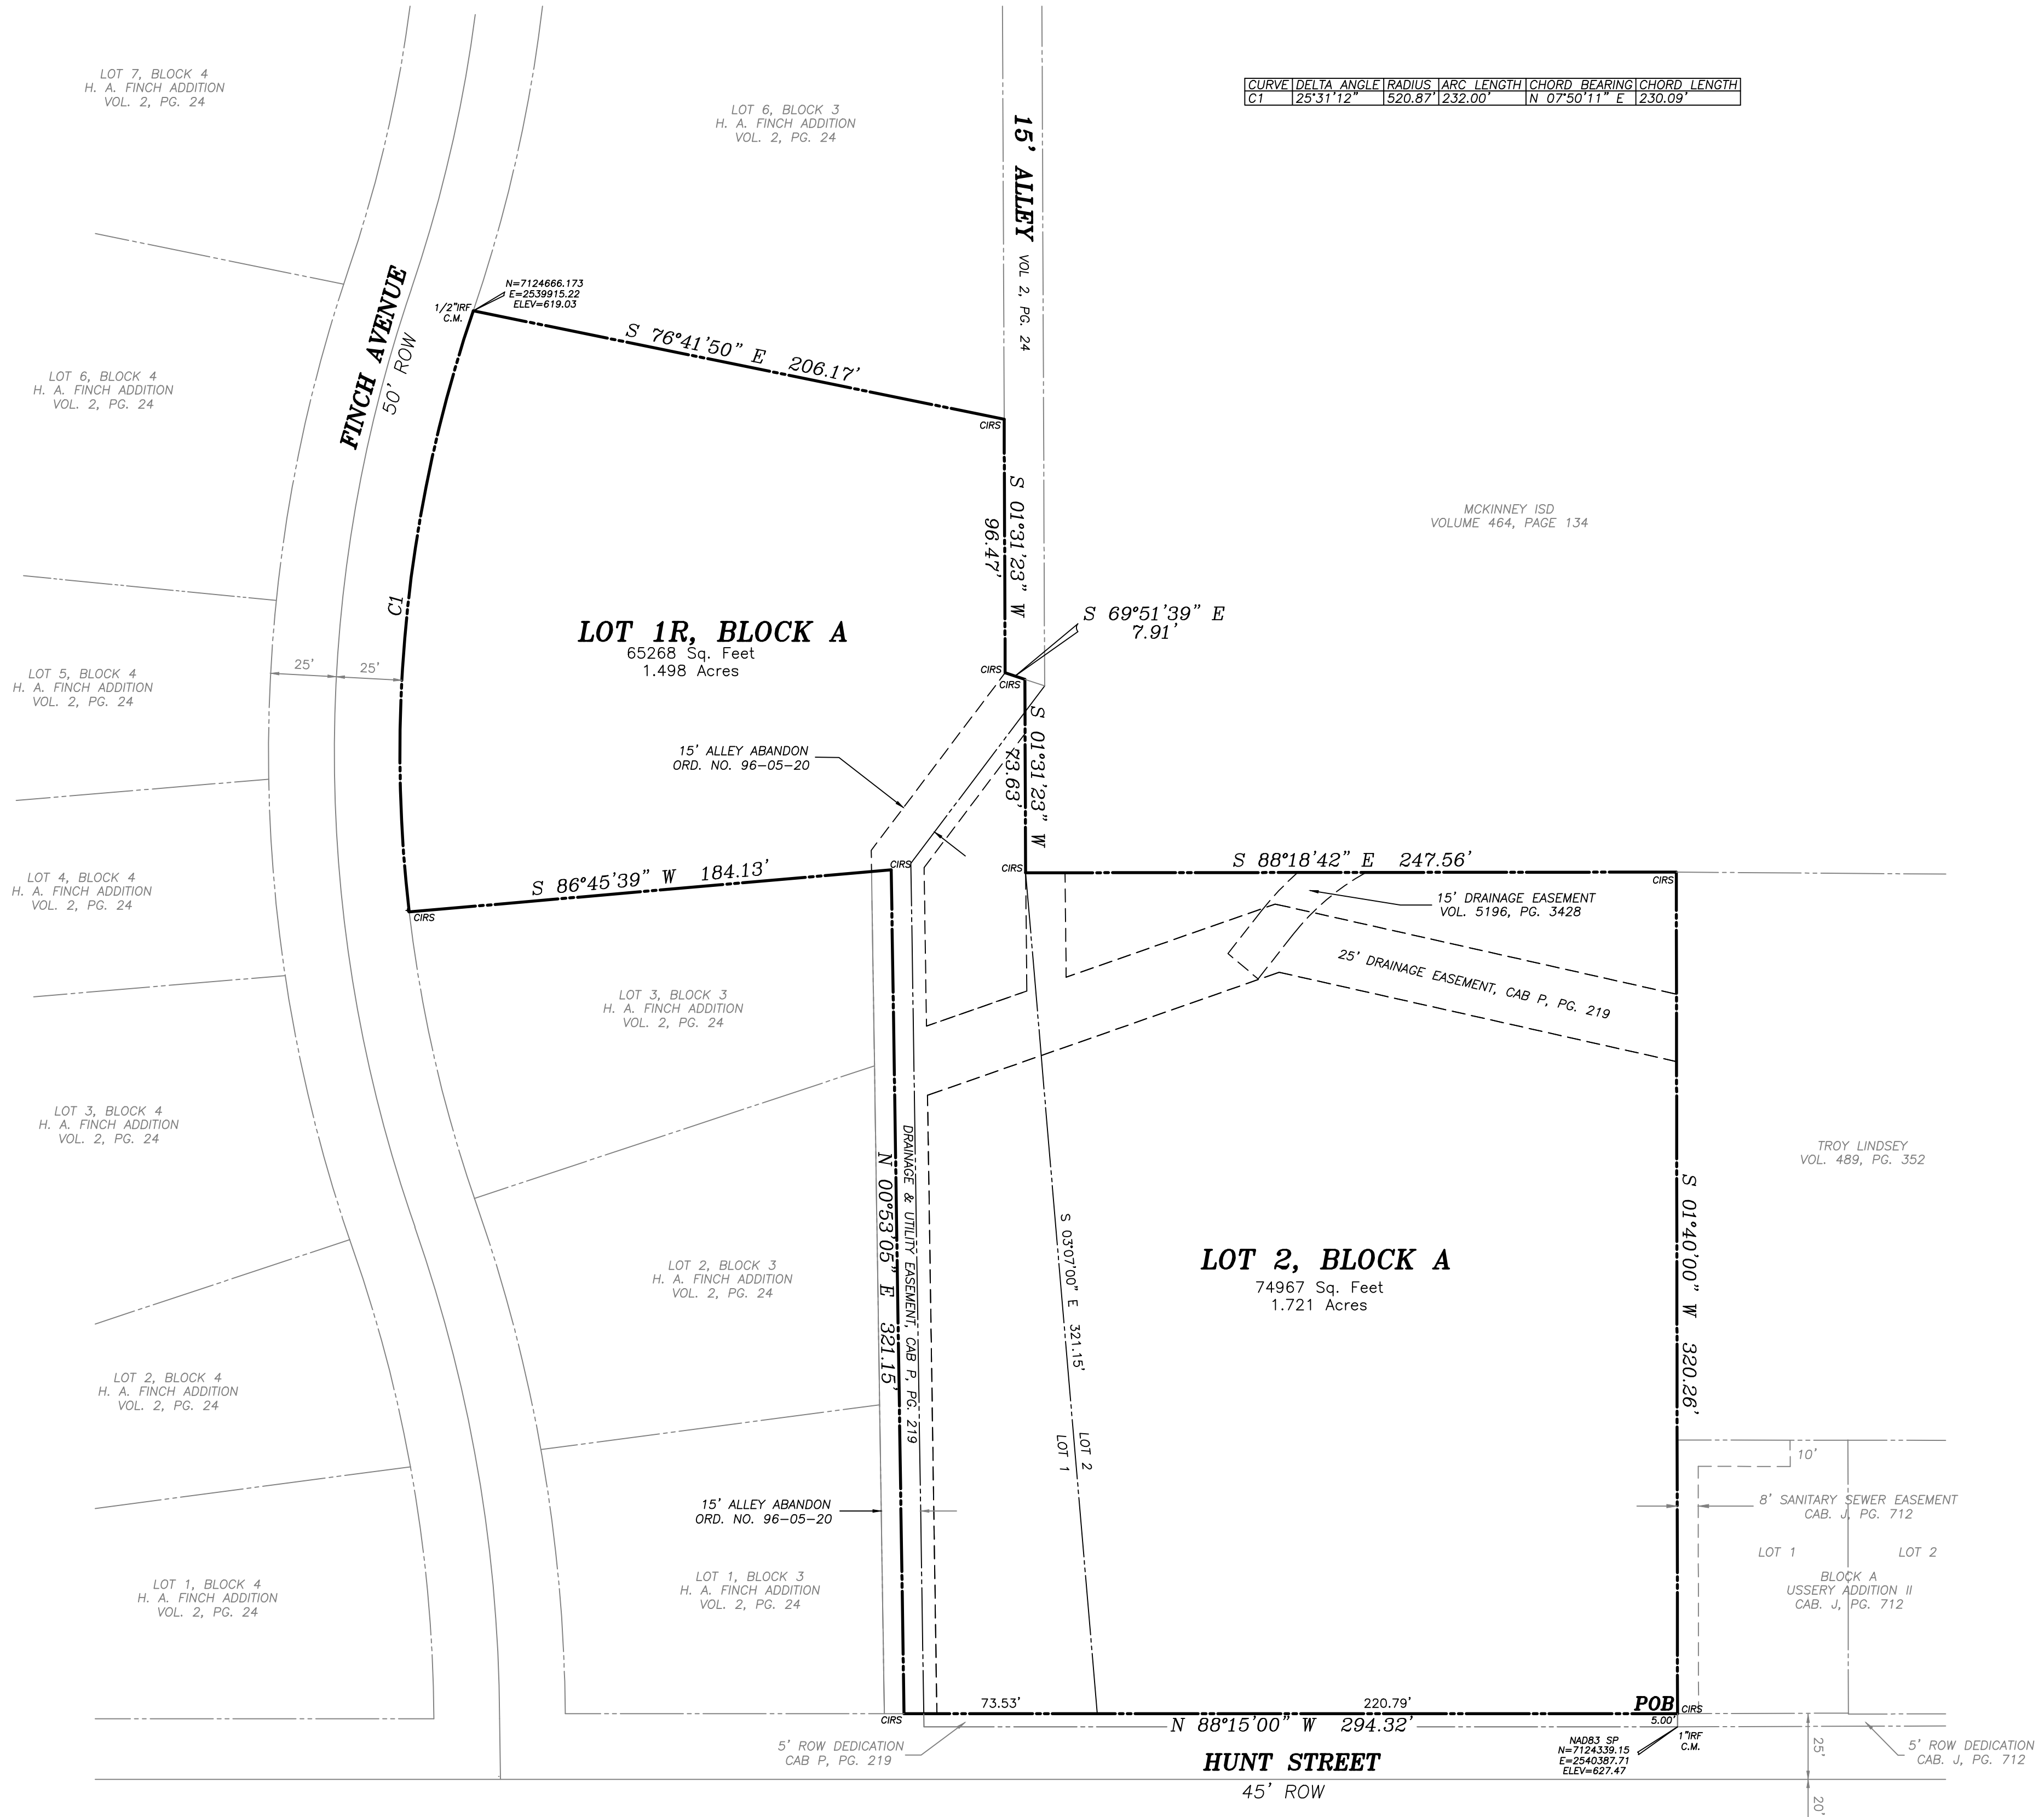 LOT 7, BLOCK 4
H. A. FINCH ADDITION
VOL. 2, PG. 24
LOT 6, BLOCK 3
H. A. FINCH ADDITION
VOL. 2, PG. 24
CURVE DELTA ANGLE RADIUS ARC LENGTH CHORD BEARING CHORD LENGTH
C1 25°31'12" 520.87' 232.00' N 07°50'11" E 230.09'
15' ALLEY VOL 2, PG. 24
FINCH AVENUE
50' ROW
1/2"IRF
C.M.
N=7124666.173
E=2539915.22
ELEV=619.03
S 76°41'50" E 206.17'
CIRS
LOT 6, BLOCK 4
H. A. FINCH ADDITION
VOL. 2, PG. 24
S 01°31'23" W
96.47'
MCKINNEY ISD
VOLUME 464, PAGE 134
C1
LOT 1R, BLOCK A
65268 Sq. Feet
1.498 Acres
S 69°51'39" E
7.91'
CIRS
CIRS
25'
25'
LOT 5, BLOCK 4
H. A. FINCH ADDITION
VOL. 2, PG. 24
S 01°31'23" W
73.63'
15' ALLEY ABANDON
ORD. NO. 96-05-20
LOT 4, BLOCK 4
H. A. FINCH ADDITION
VOL. 2, PG. 24
S 86°45'39" W 184.13'
CIRS
CIRS
CIRS
S 88°18'42" E 247.56'
CIRS
15' DRAINAGE EASEMENT
VOL. 5196, PG. 3428
25' DRAINAGE EASEMENT, CAB P, PG. 219
LOT 3, BLOCK 3
H. A. FINCH ADDITION
VOL. 2, PG. 24
LOT 3, BLOCK 4
H. A. FINCH ADDITION
VOL. 2, PG. 24
TROY LINDSEY
VOL. 489, PG. 352
N 00°53'05" E 321.15'
DRAINAGE & UTILITY EASEMENT, CAB P, PG. 219
S 03°07'00" E 321.15'
S 01°40'00" W 320.26'
LOT 2, BLOCK A
74967 Sq. Feet
1.721 Acres
LOT 2, BLOCK 3
H. A. FINCH ADDITION
VOL. 2, PG. 24
LOT 2, BLOCK 4
H. A. FINCH ADDITION
VOL. 2, PG. 24
LOT 2
LOT 1
10'
15' ALLEY ABANDON
ORD. NO. 96-05-20
8' SANITARY SEWER EASEMENT
CAB. J, PG. 712
LOT 1
LOT 2
BLOCK A
USSERY ADDITION II
CAB. J, PG. 712
LOT 1, BLOCK 4
H. A. FINCH ADDITION
VOL. 2, PG. 24
LOT 1, BLOCK 3
H. A. FINCH ADDITION
VOL. 2, PG. 24
73.53'
220.79'
POB
CIRS
CIRS
5.00'
N 88°15'00" W 294.32'
5' ROW DEDICATION
CAB P, PG. 219
HUNT STREET
45' ROW
NAD83 SP
N=7124339.15
E=2540387.71
ELEV=627.47
1"IRF
C.M.
25'
20'
5' ROW DEDICATION
CAB. J, PG. 712